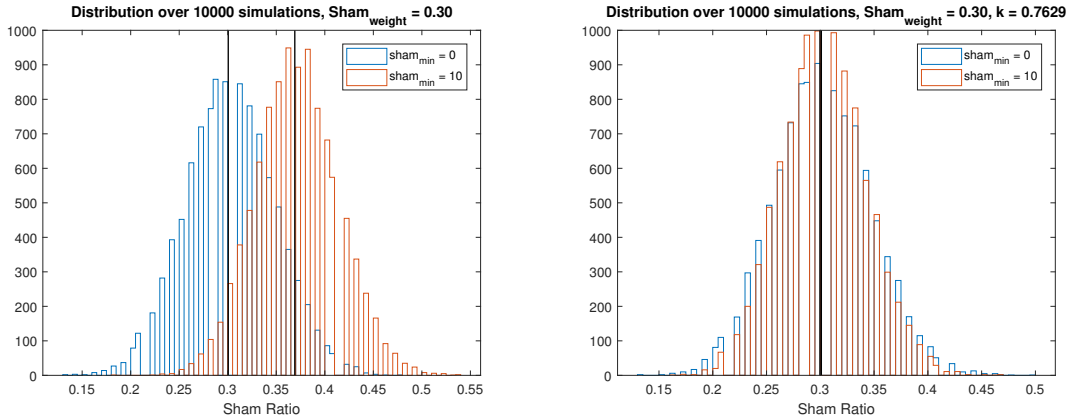 Distribution over 10000 simulations, Sham_weight = 0.30
1000
900
800
700
600
500
400
300
200
100
0
sham_min = 0
sham_min = 10
0.15 0.2 0.25 0.3 0.35 0.4 0.45 0.5 0.55
Sham Ratio
Distribution over 10000 simulations, Sham_weight = 0.30, k = 0.7629
1000
900
800
700
600
500
400
300
200
100
0
sham_min = 0
sham_min = 10
0.15 0.2 0.25 0.3 0.35 0.4 0.45 0.5
Sham Ratio